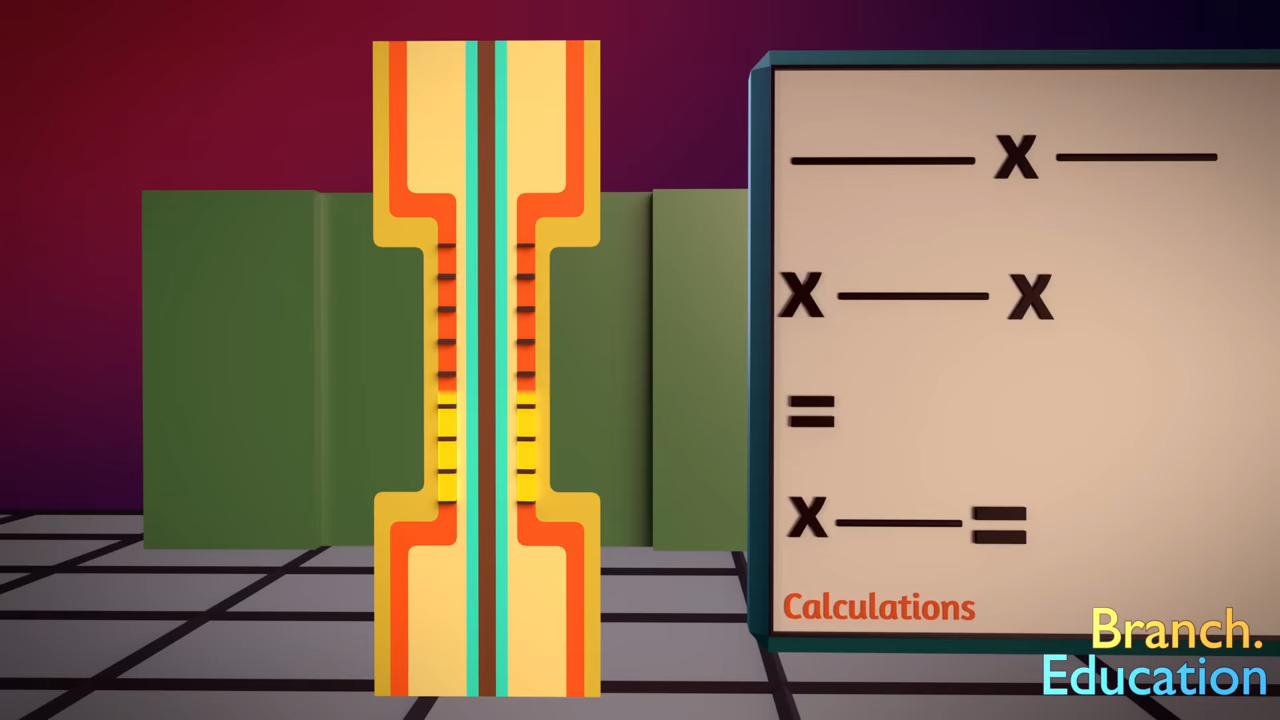 x
x x
=
x =
Calculations
Branch.
Education